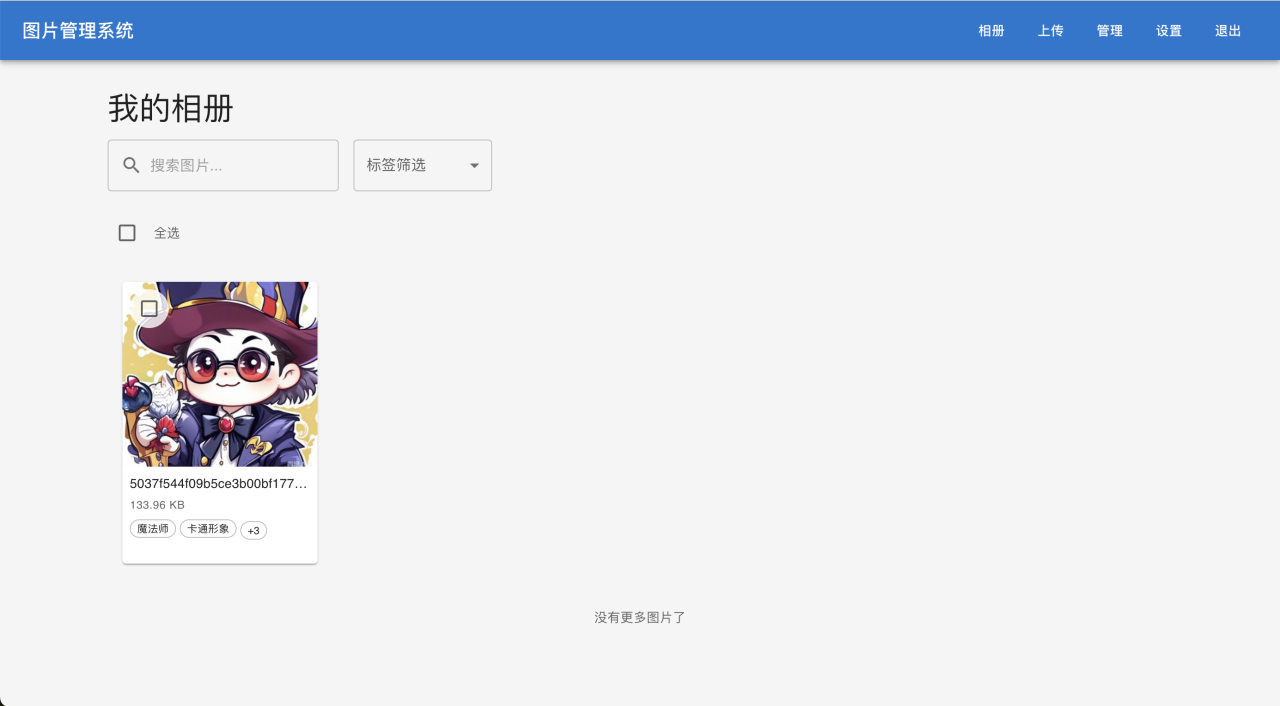 图片管理系统
相册 上传 管理 设置 退出
我的相册
搜索图片... 标签筛选
全选
5037f544f09b5ce3b00bf177...
133.96 KB
魔法师 卡通形象 +3
没有更多图片了